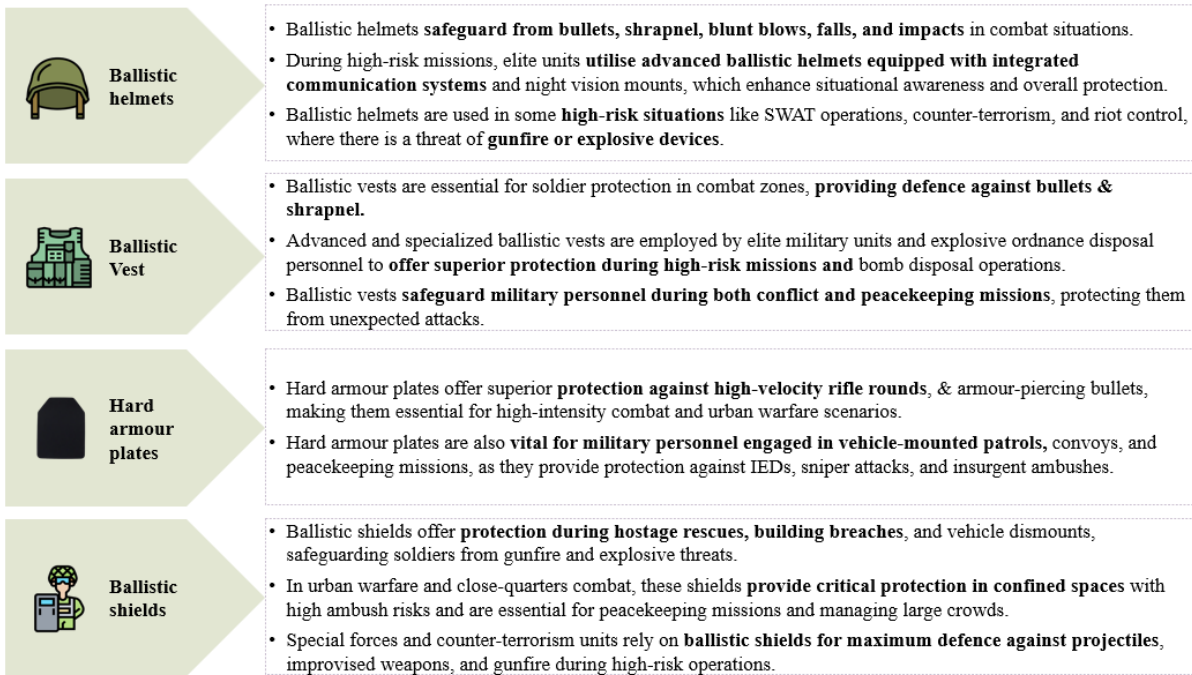 Ballistic
helmets
• Ballistic helmets safeguard from bullets, shrapnel, blunt blows, falls, and impacts in combat situations.
• During high-risk missions, elite units utilise advanced ballistic helmets equipped with integrated
communication systems and night vision mounts, which enhance situational awareness and overall protection.
• Ballistic helmets are used in some high-risk situations like SWAT operations, counter-terrorism, and riot control,
where there is a threat of gunfire or explosive devices.
Ballistic
Vest
• Ballistic vests are essential for soldier protection in combat zones, providing defence against bullets &
shrapnel.
• Advanced and specialized ballistic vests are employed by elite military units and explosive ordnance disposal
personnel to offer superior protection during high-risk missions and bomb disposal operations.
• Ballistic vests safeguard military personnel during both conflict and peacekeeping missions, protecting them
from unexpected attacks.
Hard
armour
plates
• Hard armour plates offer superior protection against high-velocity rifle rounds, & armour-piercing bullets,
making them essential for high-intensity combat and urban warfare scenarios.
• Hard armour plates are also vital for military personnel engaged in vehicle-mounted patrols, convoys, and
peacekeeping missions, as they provide protection against IEDs, sniper attacks, and insurgent ambushes.
Ballistic
shields
• Ballistic shields offer protection during hostage rescues, building breaches, and vehicle dismounts,
safeguarding soldiers from gunfire and explosive threats.
• In urban warfare and close-quarters combat, these shields provide critical protection in confined spaces with
high ambush risks and are essential for peacekeeping missions and managing large crowds.
• Special forces and counter-terrorism units rely on ballistic shields for maximum defence against projectiles,
improvised weapons, and gunfire during high-risk operations.